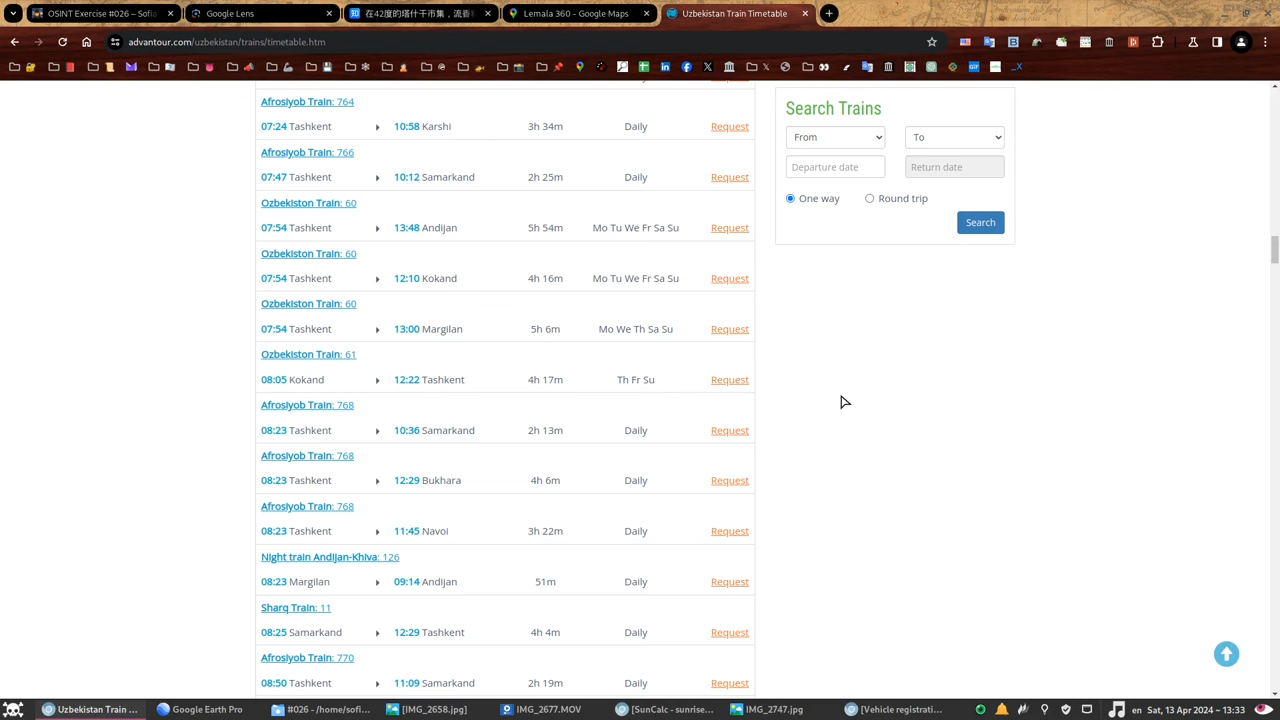 OSINT Exercise #026 – Sofia
Google Lens
在42度的塔什干市集，流香
Lemala 360 - Google Maps
Uzbekistan Train Timetable
advantour.com/uzbekistan/trains/timetable.htm
Afrosiyob Train: 764
07:24 Tashkent 10:58 Karshi 3h 34m Daily Request
Afrosiyob Train: 766
07:47 Tashkent 10:12 Samarkand 2h 25m Daily Request
Ozbekiston Train: 60
07:54 Tashkent 13:48 Andijan 5h 54m Mo Tu We Fr Sa Su Request
Ozbekiston Train: 60
07:54 Tashkent 12:10 Kokand 4h 16m Mo Tu We Fr Sa Su Request
Ozbekiston Train: 60
07:54 Tashkent 13:00 Margilan 5h 6m Mo We Th Sa Su Request
Ozbekiston Train: 61
08:05 Kokand 12:22 Tashkent 4h 17m Th Fr Su Request
Afrosiyob Train: 768
08:23 Tashkent 10:36 Samarkand 2h 13m Daily Request
Afrosiyob Train: 768
08:23 Tashkent 12:29 Bukhara 4h 6m Daily Request
Afrosiyob Train: 768
08:23 Tashkent 11:45 Navoi 3h 22m Daily Request
Night train Andijan-Khiva: 126
08:23 Margilan 09:14 Andijan 51m Daily Request
Sharq Train: 11
08:25 Samarkand 12:29 Tashkent 4h 4m Daily Request
Afrosiyob Train: 770
08:50 Tashkent 11:09 Samarkand 2h 19m Daily Request
Search Trains
From To
Departure date Return date
One way Round trip
Search
Uzbekistan Train ...
Google Earth Pro
#026 - /home/sofi...
[IMG_2658.jpg]
IMG_2677.MOV
[SunCalc - sunrise...
IMG_2747.jpg
[Vehicle registrati...
en
Sat, 13 Apr 2024 – 13:33